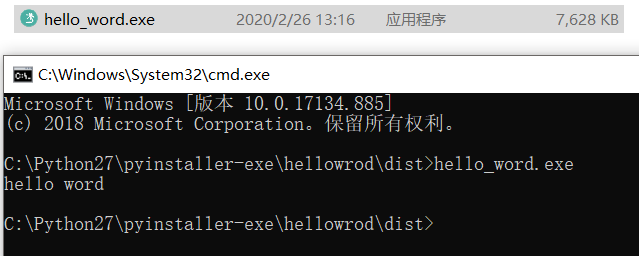 hello_word.exe 2020/2/26 13:16 应用程序 7,628 KB
C:\Windows\System32\cmd.exe
Microsoft Windows [版本 10.0.17134.885]
(c) 2018 Microsoft Corporation。保留所有权利。
C:\Python27\pyinstaller-exe\hellowrod\dist>hello_word.exe
hello word
C:\Python27\pyinstaller-exe\hellowrod\dist>